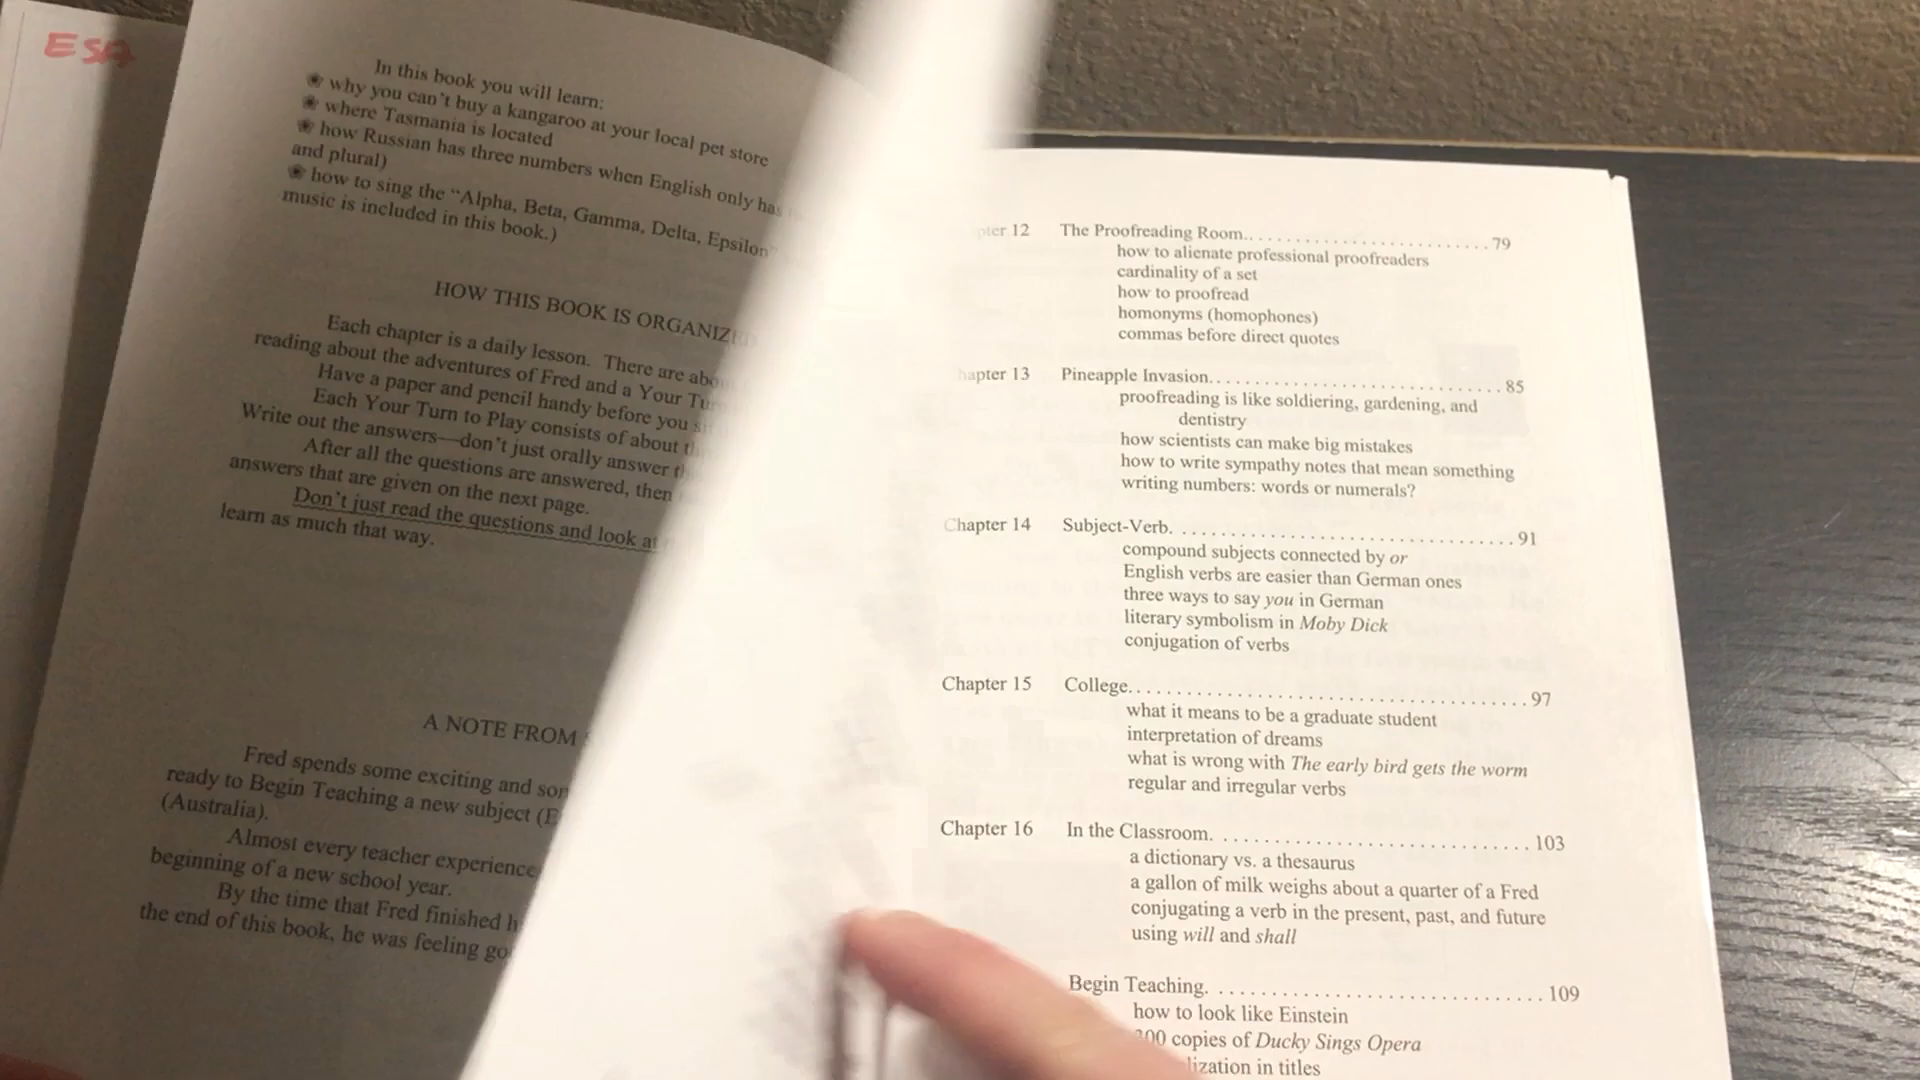 ESA
In this book you will learn:
❀ why you can't buy a kangaroo at your local pet store
❀ where Tasmania is located
❀ how Russian has three numbers when English only has
and plural)
❀ how to sing the “Alpha, Beta, Gamma, Delta, Epsilon”
music is included in this book.)
HOW THIS BOOK IS ORGANIZED
Each chapter is a daily lesson. There are
reading about the adventures of Fred and a Your
Have a paper and pencil handy before you
Each Your Turn to Play consists of about
Write out the answers—don't just orally answer
After all the questions are answered, then
answers that are given on the next page.
Don't just read the questions and look at
learn as much that way.
A NOTE FROM
Fred spends some exciting and
ready to Begin Teaching a new subject
(Australia).
Almost every teacher
beginning of a new school year.
By the time that Fred finished
the end of this book, he was feeling
Chapter 12 The Proofreading Room. . . . . . . . . . . . . . . . . . . . . . . . . . 79
how to alienate professional proofreaders
cardinality of a set
how to proofread
homonyms (homophones)
commas before direct quotes
Chapter 13 Pineapple Invasion. . . . . . . . . . . . . . . . . . . . . . . . . . . . . 85
proofreading is like soldiering, gardening, and
dentistry
how scientists can make big mistakes
how to write sympathy notes that mean something
writing numbers: words or numerals?
Chapter 14 Subject-Verb. . . . . . . . . . . . . . . . . . . . . . . . . . . . . . . . . 91
compound subjects connected by or
English verbs are easier than German ones
three ways to say you in German
literary symbolism in Moby Dick
conjugation of verbs
Chapter 15 College. . . . . . . . . . . . . . . . . . . . . . . . . . . . . . . . . . . . . . 97
what it means to be a graduate student
interpretation of dreams
what is wrong with The early bird gets the worm
regular and irregular verbs
Chapter 16 In the Classroom. . . . . . . . . . . . . . . . . . . . . . . . . . . . . . 103
a dictionary vs. a thesaurus
a gallon of milk weighs about a quarter of a Fred
conjugating a verb in the present, past, and future
using will and shall
Begin Teaching. . . . . . . . . . . . . . . . . . . . . . . . . . . . . . . 109
how to look like Einstein
copies of Ducky Sings Opera
in titles